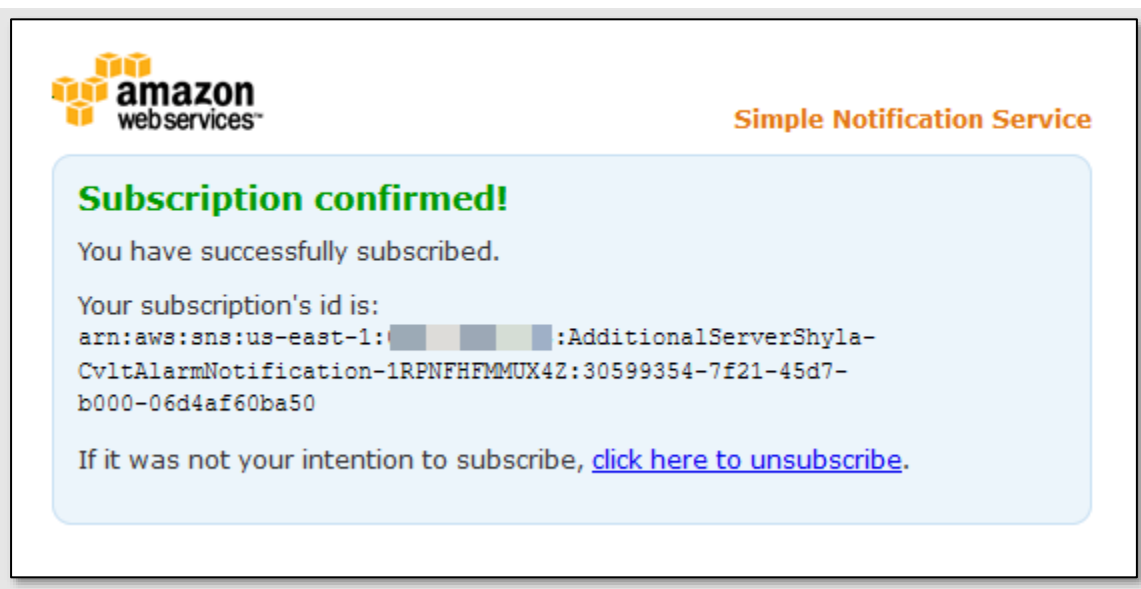 amazon
webservices™
Simple Notification Service
Subscription confirmed!
You have successfully subscribed.
Your subscription's id is:
arn:aws:sns:us-east-1: :AdditionalServerShyla-
CvltAlarmNotification-1RPNFHFMMUX4Z:30599354-7f21-45d7-
b000-06d4af60ba50
If it was not your intention to subscribe, click here to unsubscribe.